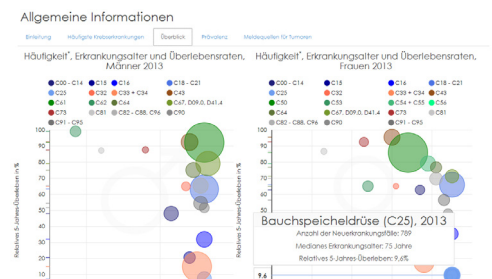 Allgemeine Informationen
Einleitung Häufigste Krebserkrankungen Überblick Prävalenz Meldequellen für Tumoren
Häufigkeit*, Erkrankungsalter und Überlebensraten, Männer 2013
C00 - C14 C15 C16 C18 - C21
C25 C32 C33 + C34 C43
C61 C62 C64 C67, D09.0, D41.4
C73 C81 C82 - C88, C96 C90
C91 - C95
Relatives 5-Jahres-Überleben in %
100
90
80
70
60
50
40
30
20
10
Häufigkeit*, Erkrankungsalter und Überlebensraten, Frauen 2013
C00 - C14 C15 C16 C18 - C21
C25 C32 C33 + C34 C43
C50 C53 C54 + C55 C56
C64 C67, D09.0, D41.4 C73 C81
C82 - C88, C96 C90
C91 - C95
Relatives 5-Jahres-Überleben in %
100
90
80
70
60
50
Bauchspeicheldrüse (C25), 2013
Anzahl der Neuerkrankungsfälle: 789
Medianes Erkrankungsalter: 75 Jahre
Relatives 5-Jahres-Überleben: 9,6%
9.6